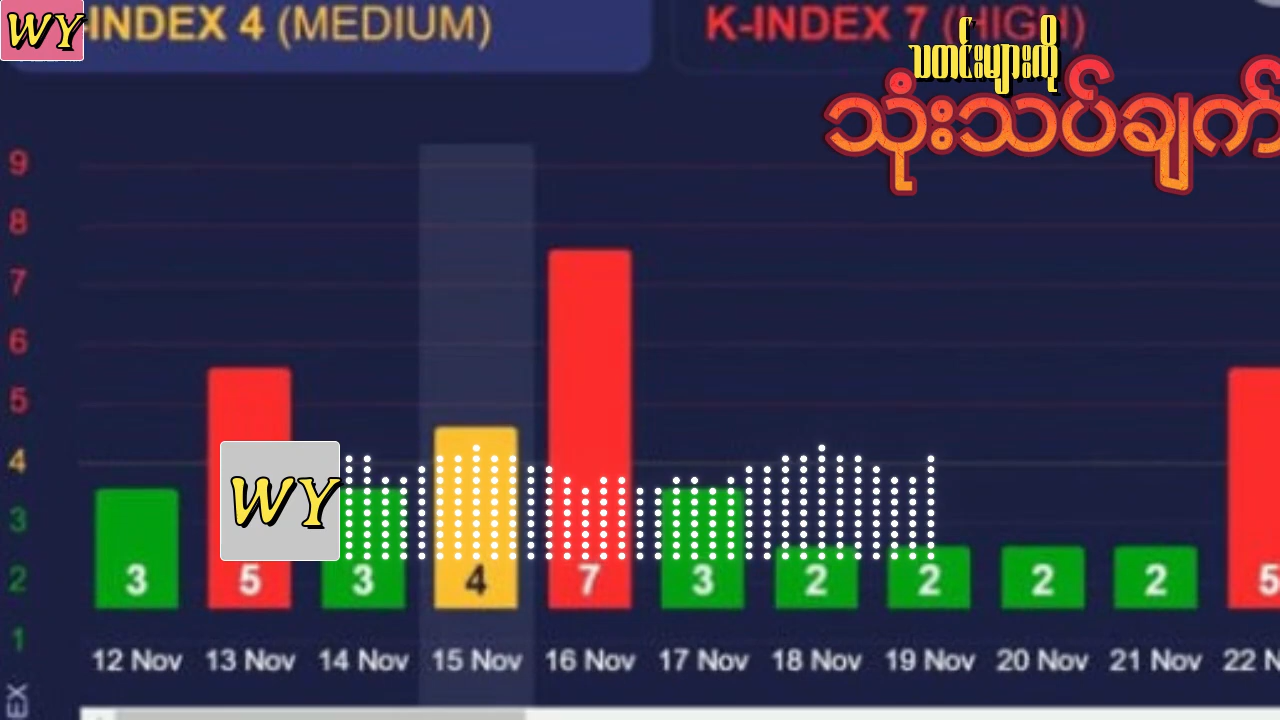 WY
-INDEX 4 (MEDIUM)
K-INDEX 7 (HIGH)
သတင်းများကို
သုံးသပ်ချက်
9
8
7
6
5
4
3
2
1
WY
3
5
3
4
7
3
2
2
2
2
5
12 Nov
13 Nov
14 Nov
15 Nov
16 Nov
17 Nov
18 Nov
19 Nov
20 Nov
21 Nov
22 N
EX